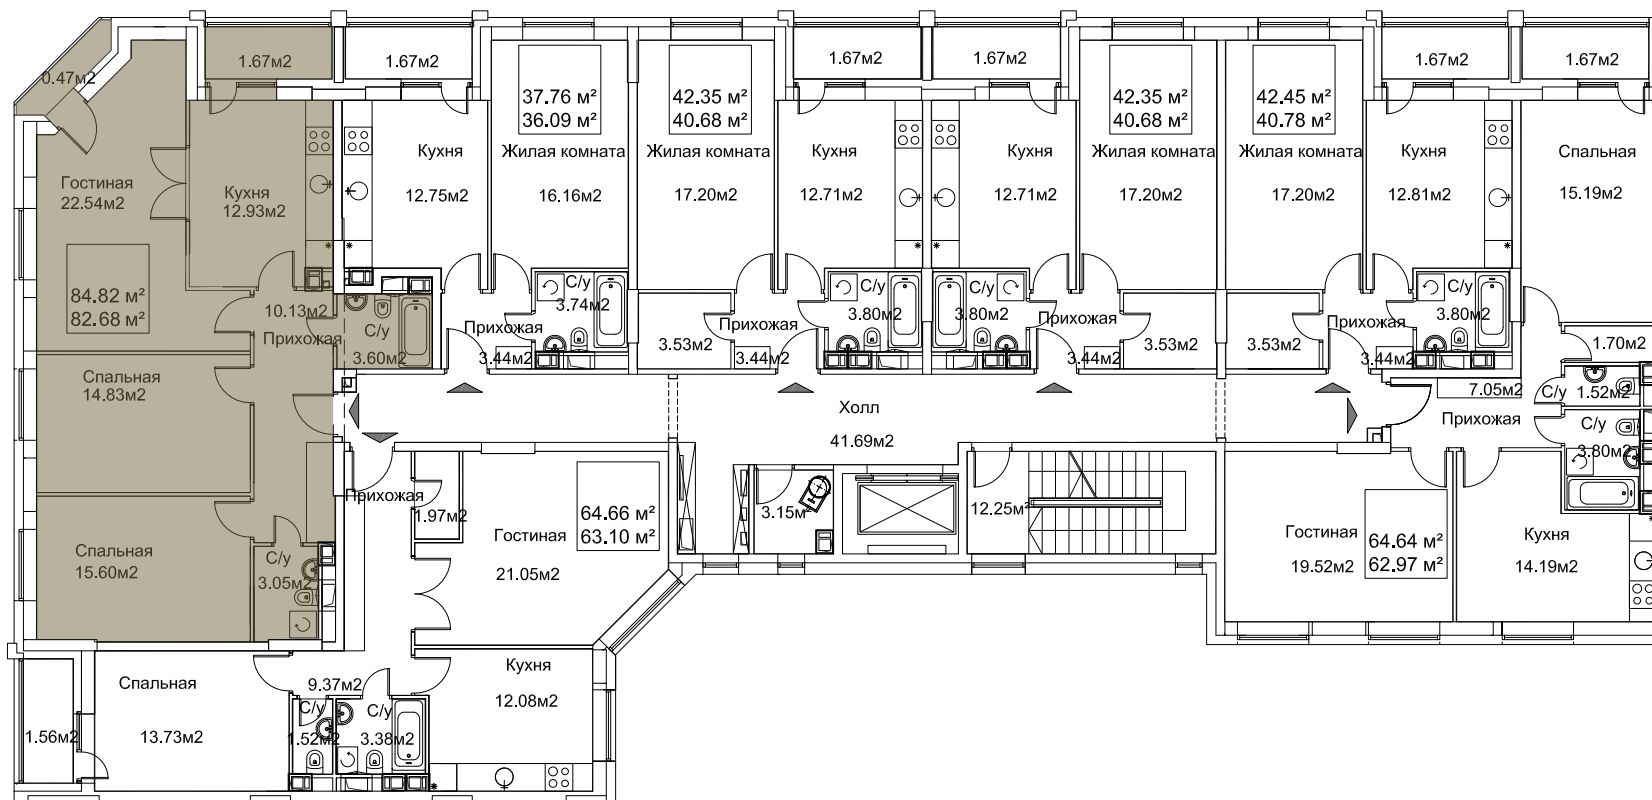 0.47м2
1.67м2
1.67м2
1.67м2
1.67м2
1.67м2
1.67м2
37.76 м²
36.09 м²
42.35 м²
40.68 м²
42.35 м²
40.68 м²
42.45 м²
40.78 м²
Гостиная
22.54м2
Кухня
12.93м2
Кухня
12.75м2
Жилая комната
16.16м2
Жилая комната
17.20м2
Кухня
12.71м2
Кухня
12.71м2
Жилая комната
17.20м2
Жилая комната
17.20м2
Кухня
12.81м2
Спальная
15.19м2
84.82 м²
82.68 м²
10.13м2
Прихожая
С/у
3.60м2
Прихожая
3.44м2
С/у
3.74м2
3.53м2
Прихожая
3.44м2
С/у
3.80м2
С/у
3.80м2
Прихожая
3.44м2
3.53м2
3.53м2
Прихожая
3.44м2
С/у
3.80м2
1.70м2
Спальная
14.83м2
Холл
41.69м2
7.05м2
Прихожая
С/у
1.52м2
С/у
3.80м2
Прихожая
1.97м2
Гостиная
21.05м2
64.66 м²
63.10 м²
3.15м²
12.25м²
Гостиная
19.52м2
64.64 м²
62.97 м²
Кухня
14.19м2
Спальная
15.60м2
С/у
3.05м2
Спальная
13.73м2
1.56м2
9.37м2
С/у
1.52м2
С/у
3.38м2
Кухня
12.08м2